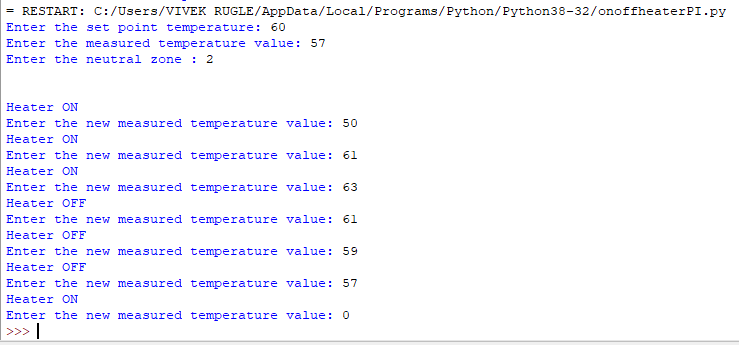 = RESTART: C:/Users/VIVEK RUGLE/AppData/Local/Programs/Python/Python38-32/onoffheaterPI.py
Enter the set point temperature: 60
Enter the measured temperature value: 57
Enter the neutral zone : 2
Heater ON
Enter the new measured temperature value: 50
Heater ON
Enter the new measured temperature value: 61
Heater ON
Enter the new measured temperature value: 63
Heater OFF
Enter the new measured temperature value: 61
Heater OFF
Enter the new measured temperature value: 59
Heater OFF
Enter the new measured temperature value: 57
Heater ON
Enter the new measured temperature value: 0
>>>